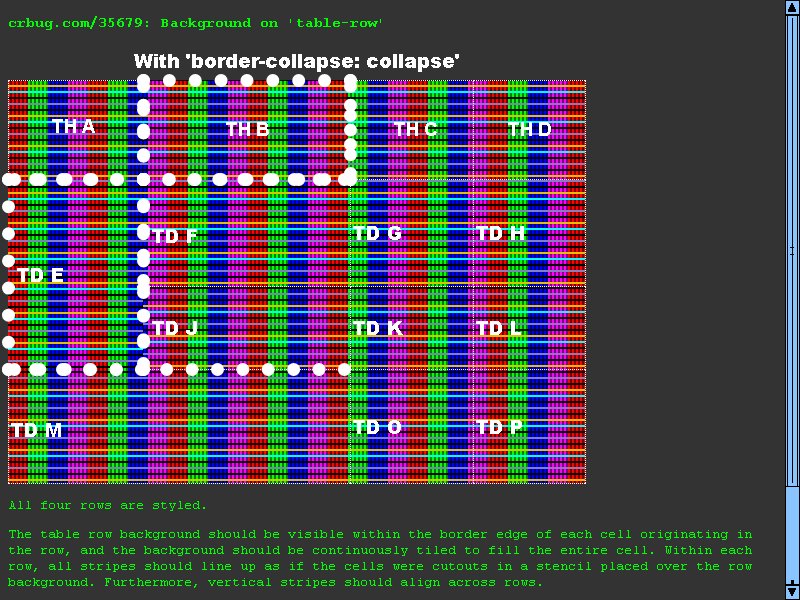 crbug.com/35679: Background on 'table-row'
With 'border-collapse: collapse'
TH A TH B TH C TH D
TD F TD G TD H
TD E
TD J TD K TD L
TD M TD O TD P
All four rows are styled.
The table row background should be visible within the border edge of each cell originating in
the row, and the background should be continuously tiled to fill the entire cell. Within each
row, all stripes should line up as if the cells were cutouts in a stencil placed over the row
background. Furthermore, vertical stripes should align across rows.